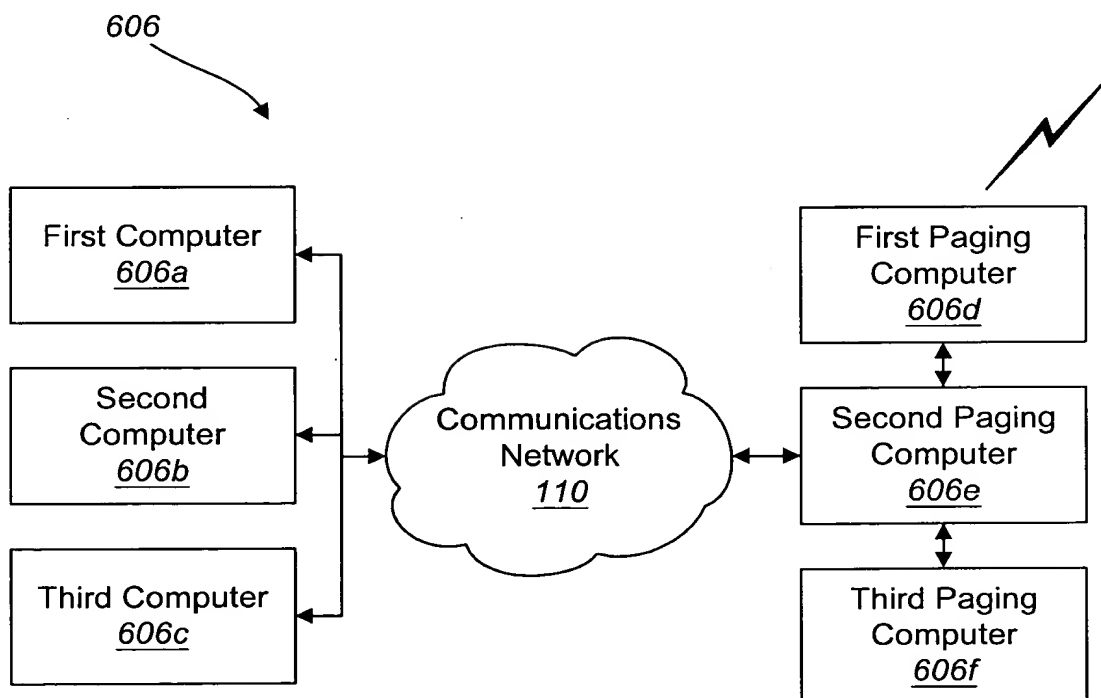 606
First Computer
606a
Second
Computer
606b
Third Computer
606c
Communications
Network
110
First Paging
Computer
606d
Second Paging
Computer
606e
Third Paging
Computer
606f